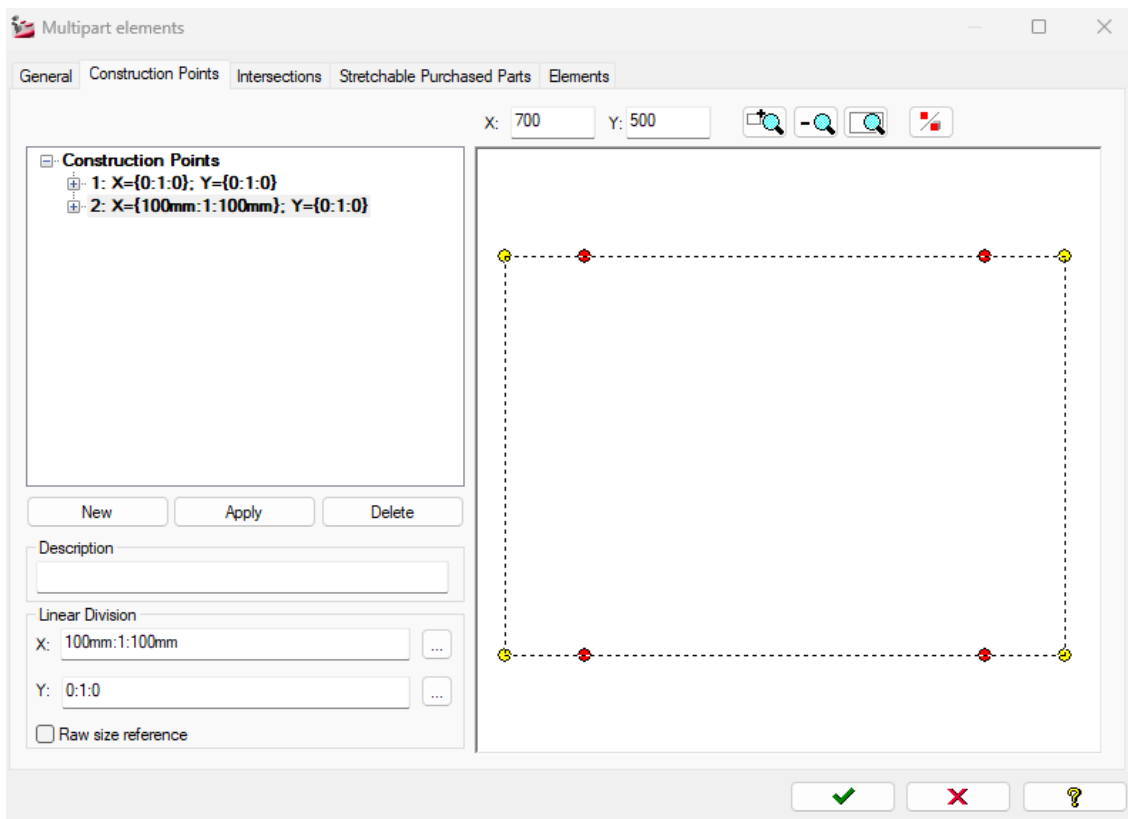 Multipart elements
General Construction Points Intersections Stretchable Purchased Parts Elements
X: 700 Y: 500
Construction Points
1: X={0:1:0}; Y={0:1:0}
2: X={100mm:1:100mm}; Y={0:1:0}
New Apply Delete
Description
Linear Division
X: 100mm:1:100mm ...
Y: 0:1:0 ...
Raw size reference